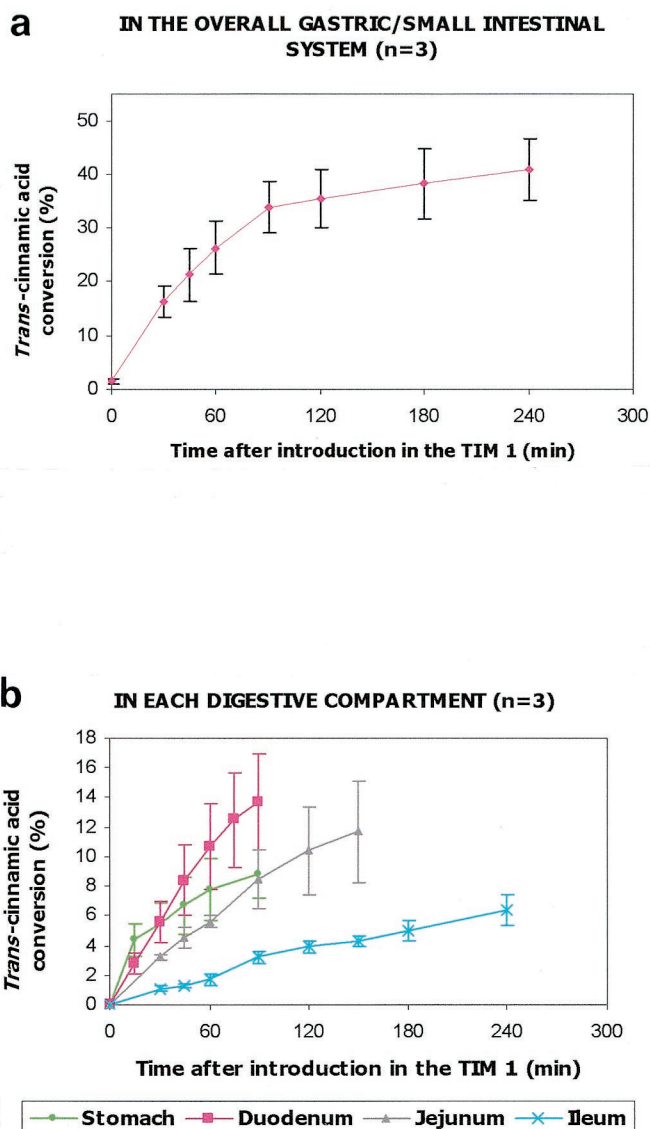 a
IN THE OVERALL GASTRIC/SMALL INTESTINAL
SYSTEM (n=3)
Trans-cinnamic acid
conversion (%)
50
40
30
20
10
0
0 60 120 180 240 300
Time after introduction in the TIM 1 (min)
b
IN EACH DIGESTIVE COMPARTMENT (n=3)
Trans-cinnamic acid
conversion (%)
18
16
14
12
10
8
6
4
2
0
0 60 120 180 240 300
Time after introduction in the TIM 1 (min)
Stomach Duodenum Jejunum Ileum